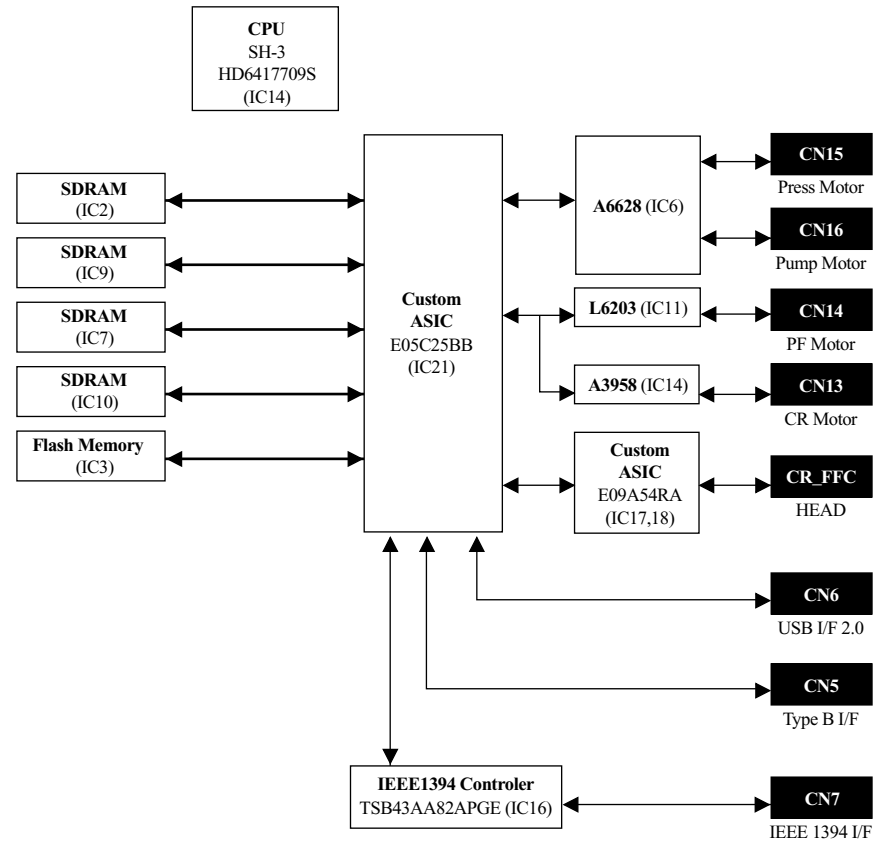 CPU
SH-3
HD6417709S
(IC14)
SDRAM
(IC2)
SDRAM
(IC9)
SDRAM
(IC7)
SDRAM
(IC10)
Flash Memory
(IC3)
Custom
ASIC
E05C25BB
(IC21)
A6628 (IC6)
L6203 (IC11)
A3958 (IC14)
Custom
ASIC
E09A54RA
(IC17,18)
CN15
Press Motor
CN16
Pump Motor
CN14
PF Motor
CN13
CR Motor
CR_FFC
HEAD
CN6
USB I/F 2.0
CN5
Type B I/F
IEEE1394 Controler
TSB43AA82APGE (IC16)
CN7
IEEE 1394 I/F